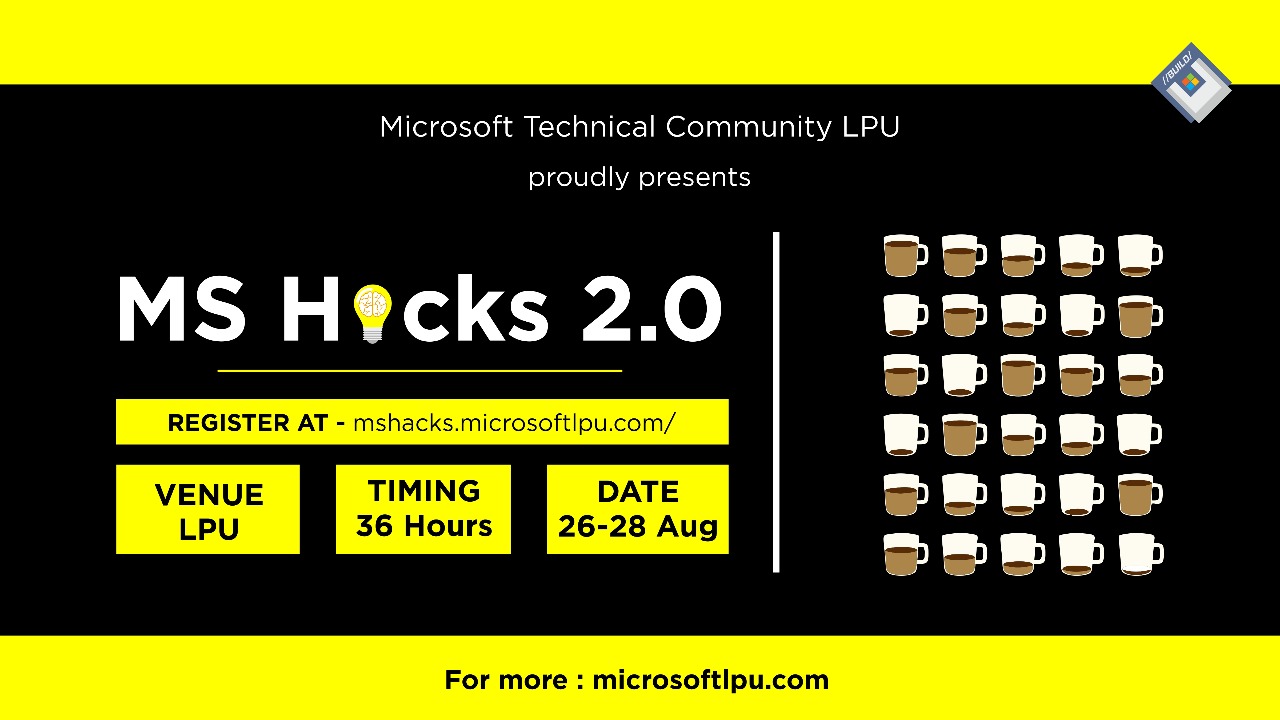 //BUILD/
Microsoft Technical Community LPU
proudly presents
MS Hacks 2.0
REGISTER AT - mshacks.microsoftlpu.com/
VENUE
LPU
TIMING
36 Hours
DATE
26-28 Aug
For more : microsoftlpu.com